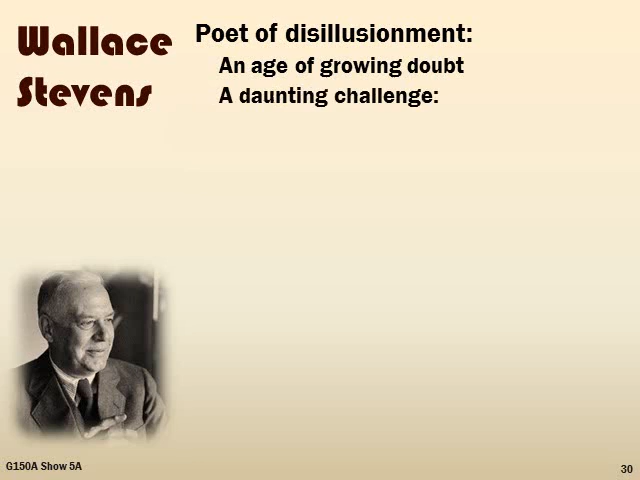 Wallace
Stevens
Poet of disillusionment:
An age of growing doubt
A daunting challenge:
G150A Show 5A
30